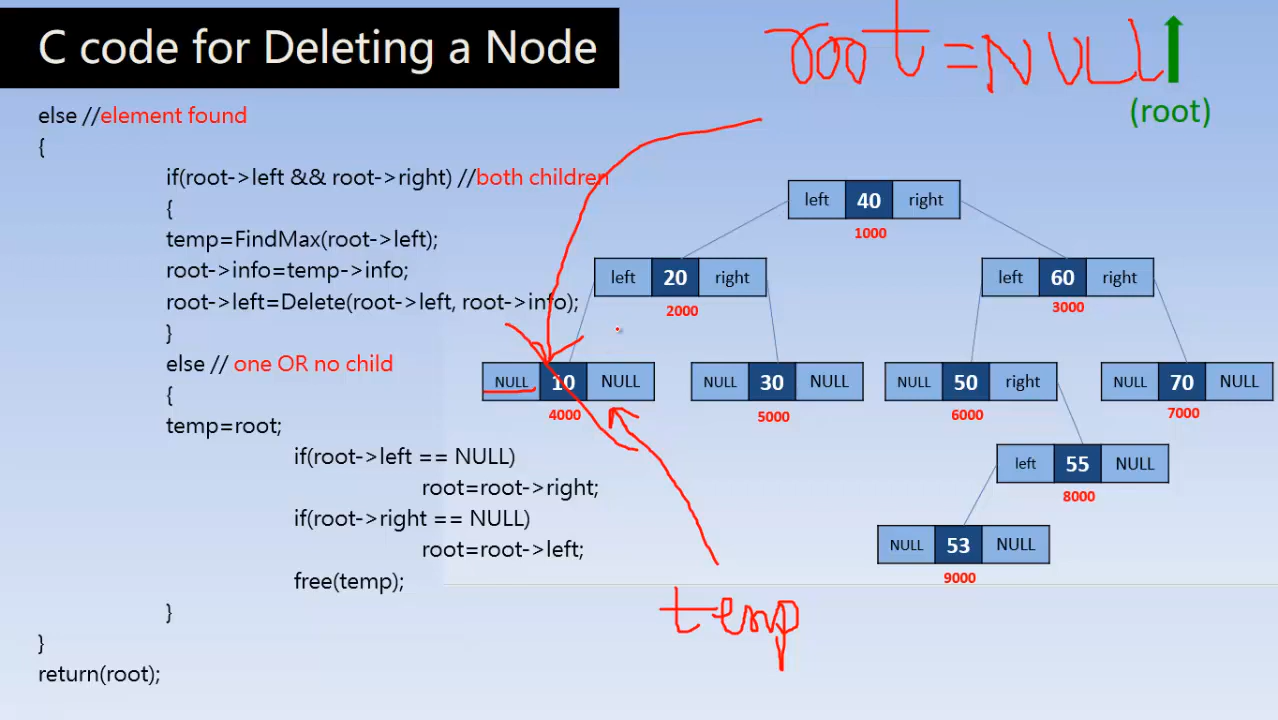 C code for Deleting a Node
root=NULL
(root)
else //element found
{
if(root->left && root->right) //both children
{
temp=FindMax(root->left);
root->info=temp->info;
root->left=Delete(root->left, root->info);
}
else // one OR no child
{
temp=root;
if(root->left == NULL)
root=root->right;
if(root->right == NULL)
root=root->left;
free(temp);
}
}
return(root);
left 40 right
1000
left 20 right
2000
left 60 right
3000
NULL 10 NULL
4000
NULL 30 NULL
5000
NULL 50 right
6000
NULL 70 NULL
7000
left 55 NULL
8000
NULL 53 NULL
9000
temp